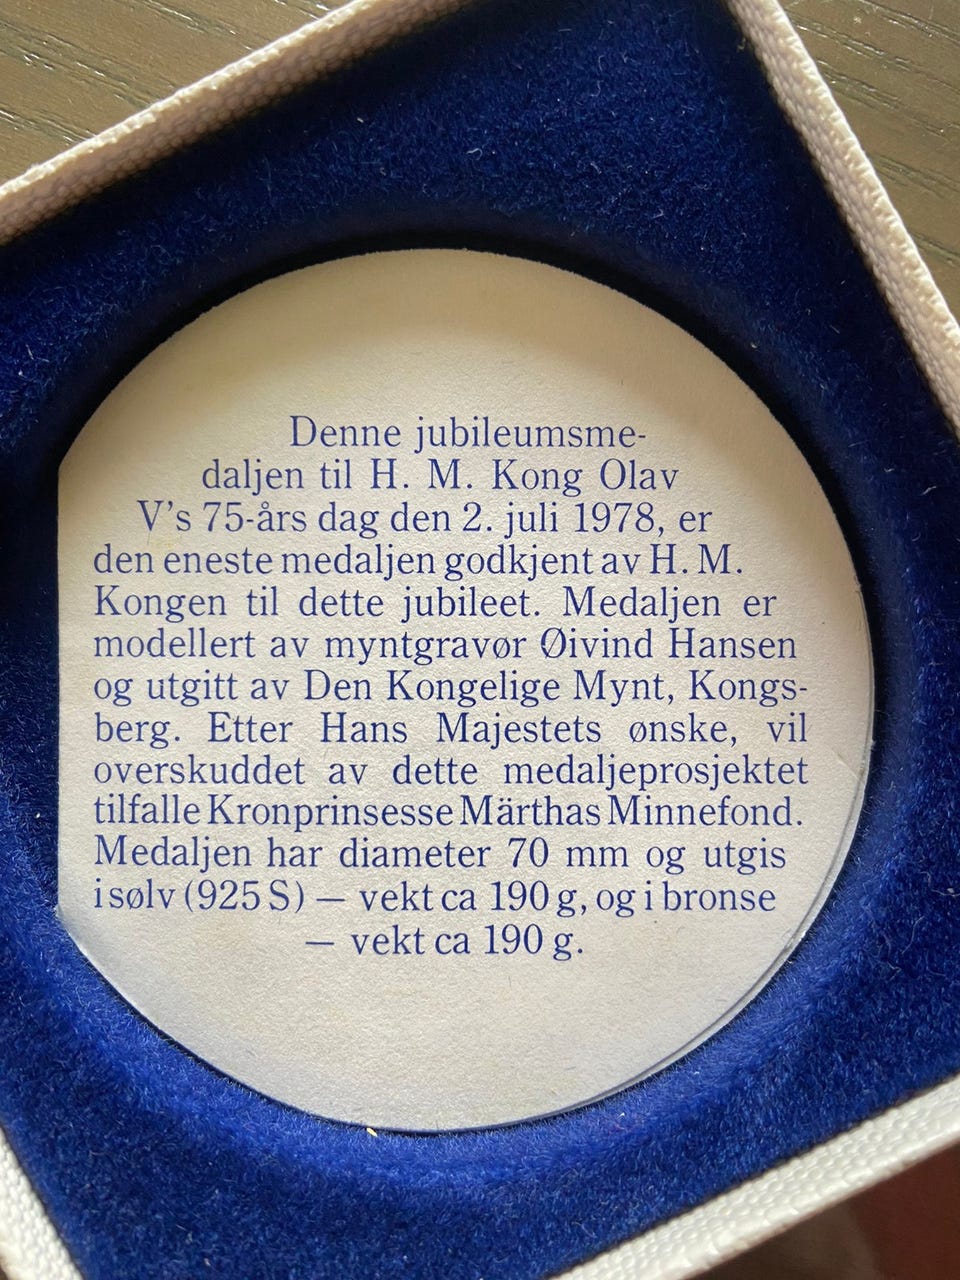 Denne jubileumsme-
daljen til H. M. Kong Olav
V's 75-års dag den 2. juli 1978, er
den eneste medaljen godkjent av H. M.
Kongen til dette jubileet. Medaljen er
modellert av myntgravør Øivind Hansen
og utgitt av Den Kongelige Mynt, Kongs-
berg. Etter Hans Majestets ønske, vil
overskuddet av dette medaljeprosjektet
tilfalle Kronprinsesse Märthas Minnefond.
Medaljen har diameter 70 mm og utgis
i sølv (925 S) — vekt ca 190 g, og i bronse
— vekt ca 190 g.